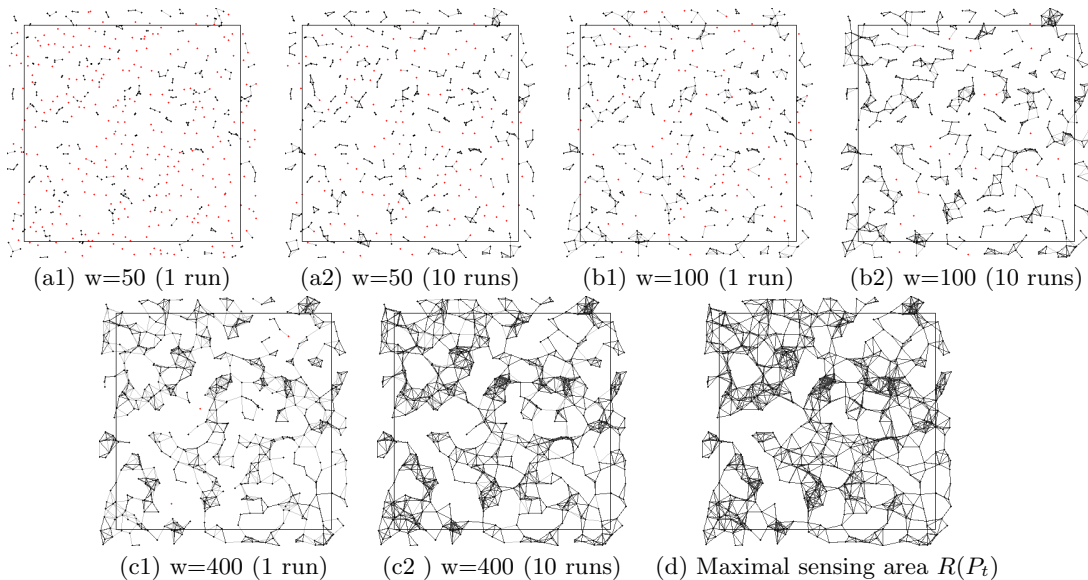 (a1) w=50 (1 run)
(a2) w=50 (10 runs)
(b1) w=100 (1 run)
(b2) w=100 (10 runs)
(c1) w=400 (1 run)
(c2 ) w=400 (10 runs)
(d) Maximal sensing area R(Pₜ)